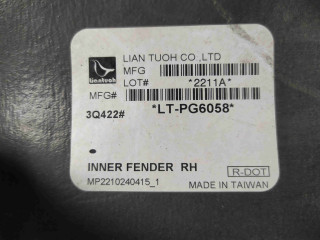 LIAN TUOH CO.,LTD
MFG
LOT# *2211A*
liantuoh
MFG# *LT-PG6058*
3Q422#
INNER FENDER RH
R-DOT
MP2210240415_1
MADE IN TAIWAN